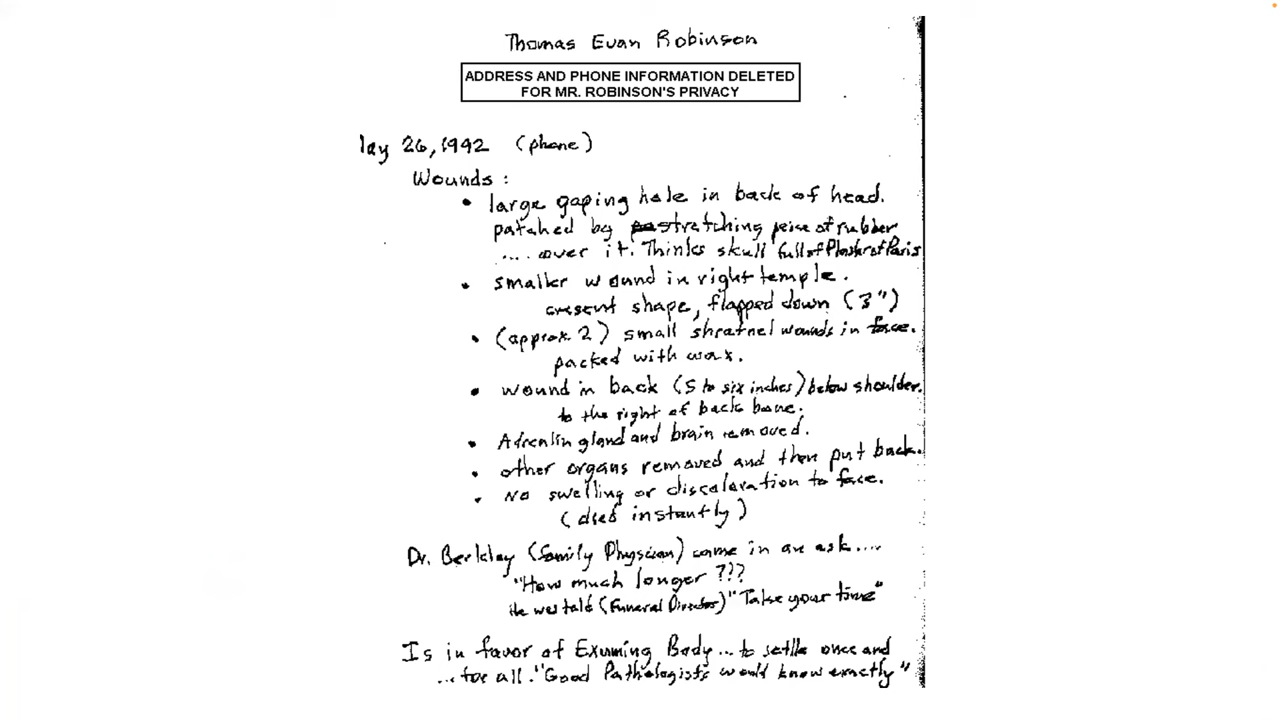 Thomas Evan Robinson
ADDRESS AND PHONE INFORMATION DELETED
FOR MR. ROBINSON'S PRIVACY
lay 26, 1992 (phone)
Wounds:
• large gaping hole in back of head.
patched by stretching peice of rubber
.... over it. Thinks skull full of Plaster of Paris
• smaller wound in right temple.
cresent shape, flapped down (3")
• (approx. 2) small shrapnel wounds in face.
packed with wax.
• wound in back (5 to six inches) below shoulder.
to the right of back bone.
• Adrenlin gland and brain removed.
• other organs removed and then put back.
• No swelling or discoloration to face.
(died instantly)
Dr. Berkley (family Physcian) came in an ask....
"How much longer ???
He was told (Funeral Director) "Take your time"
Is in favor of Exuming Body ... to settle once and
... for all. "Good Pathologists would know exactly"